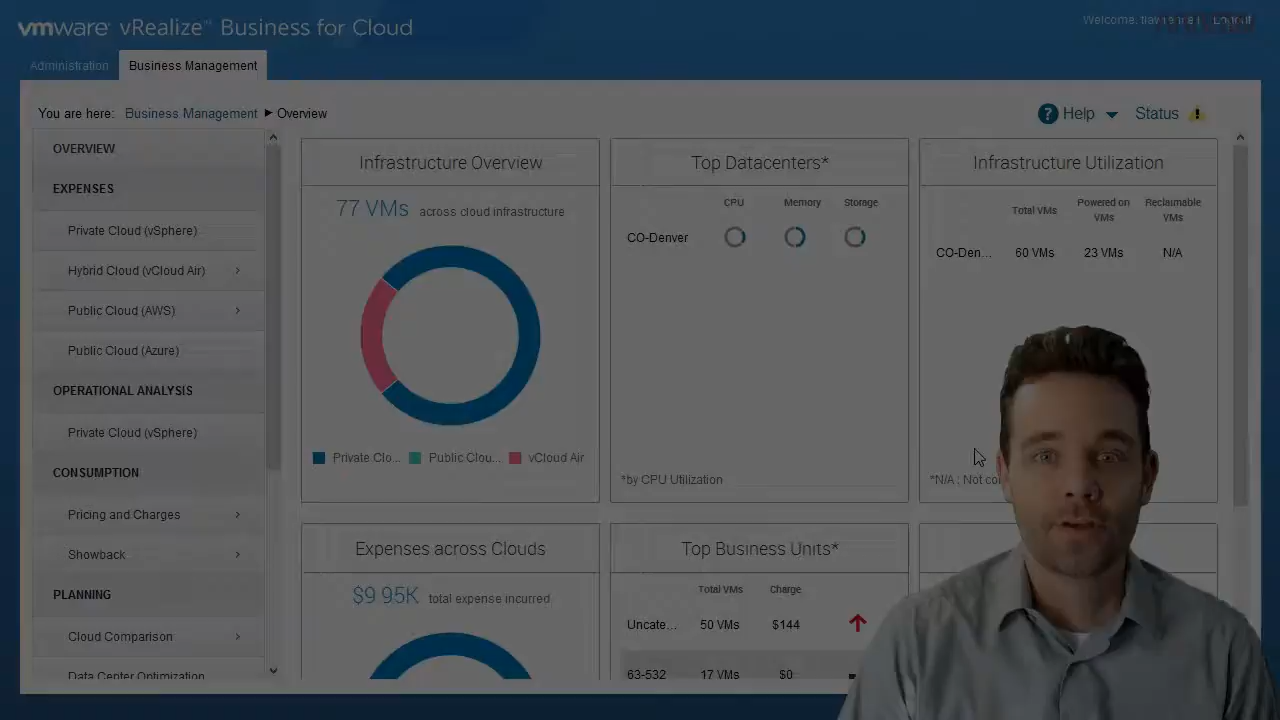 vmware vRealize™ Business for Cloud
Welcome, tlawrenna | Logout
Administration
Business Management
You are here: Business Management Overview
Help
Status
OVERVIEW
EXPENSES
Private Cloud (vSphere)
Hybrid Cloud (vCloud Air)
Public Cloud (AWS)
Public Cloud (Azure)
OPERATIONAL ANALYSIS
Private Cloud (vSphere)
CONSUMPTION
Pricing and Charges
Showback
PLANNING
Cloud Comparison
Data Center Optimization
Infrastructure Overview
77 VMs across cloud infrastructure
Private Clo...
Public Clou...
vCloud Air
Top Datacenters*
CPU Memory Storage
CO-Denver
*by CPU Utilization
Infrastructure Utilization
Total VMs
Powered on VMs
Reclaimable VMs
CO-Den... 60 VMs 23 VMs N/A
*N/A : Not
Expenses across Clouds
$9.95K total expense incurred
Top Business Units*
Total VMs Charge
Uncate... 50 VMs $144
63-532 17 VMs $0